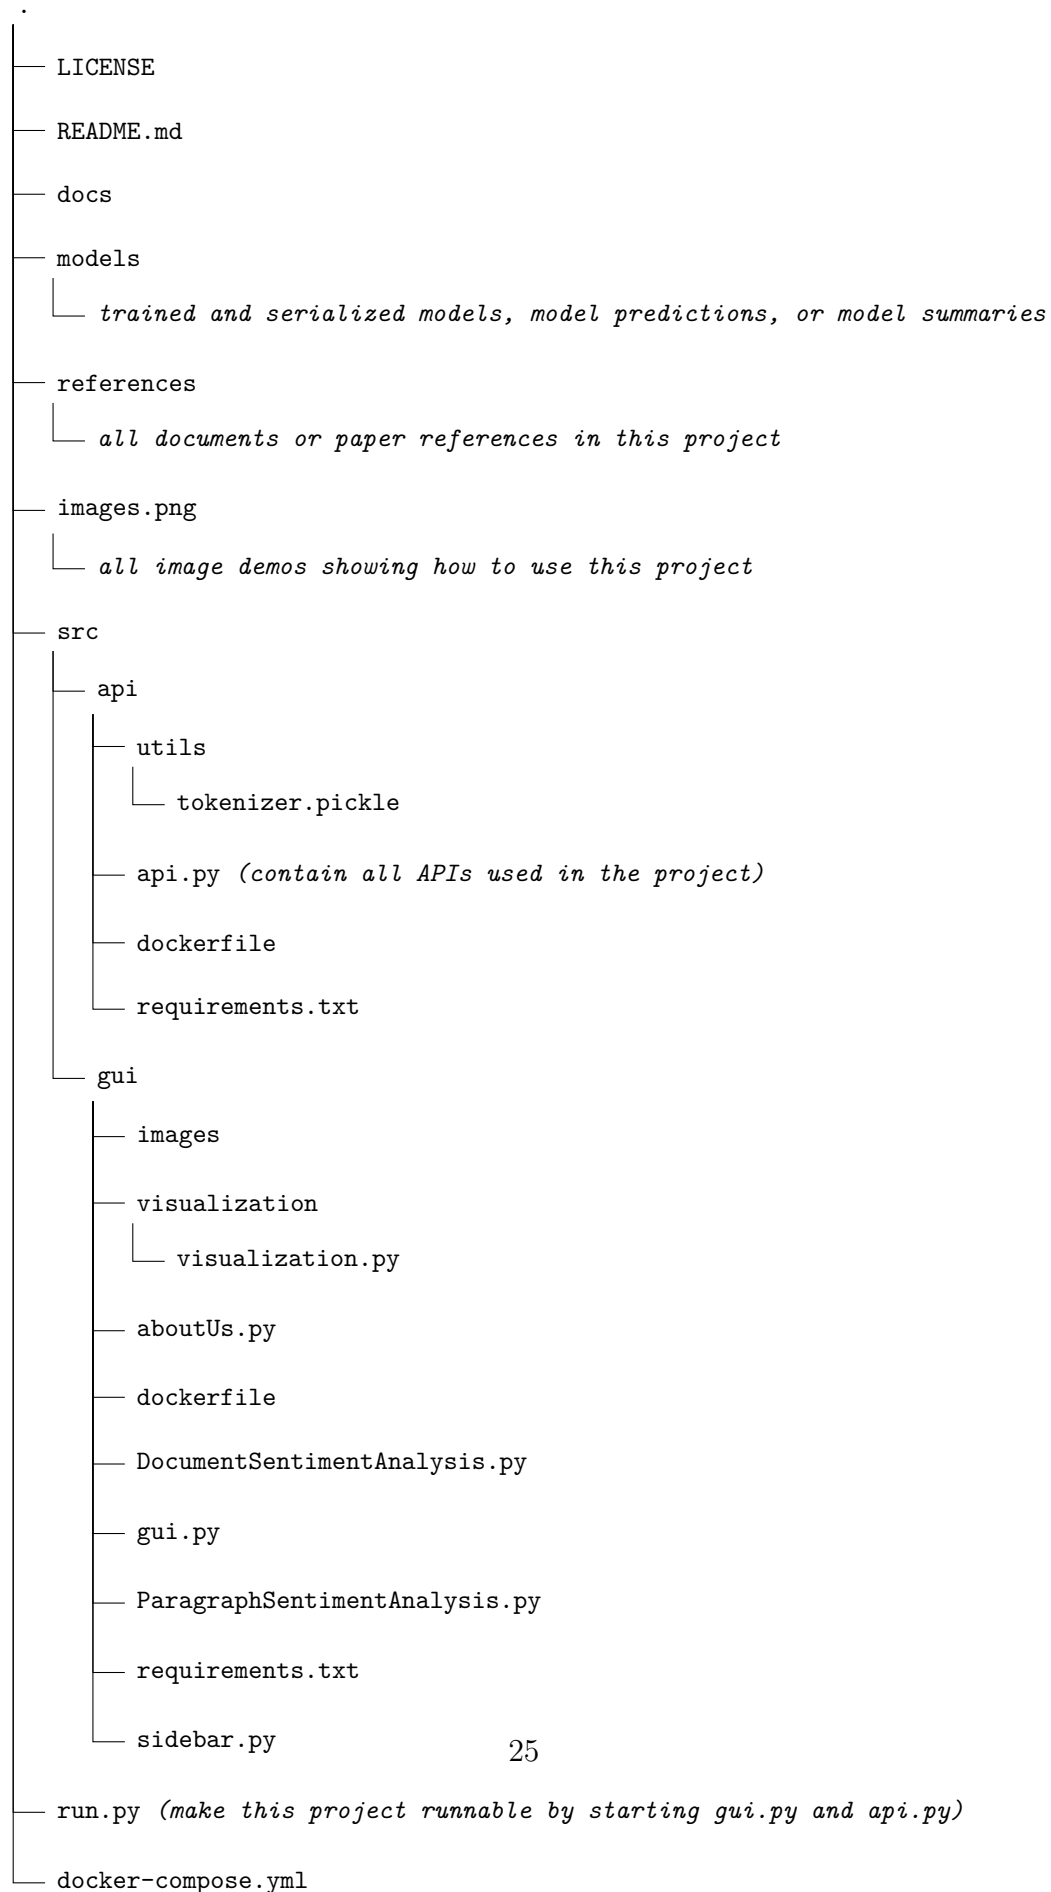 .
LICENSE
README.md
docs
models
trained and serialized models, model predictions, or model summaries
references
all documents or paper references in this project
images.png
all image demos showing how to use this project
src
api
utils
tokenizer.pickle
api.py (contain all APIs used in the project)
dockerfile
requirements.txt
gui
images
visualization
visualization.py
aboutUs.py
dockerfile
DocumentSentimentAnalysis.py
gui.py
ParagraphSentimentAnalysis.py
requirements.txt
sidebar.py
25
run.py (make this project runnable by starting gui.py and api.py)
docker-compose.yml